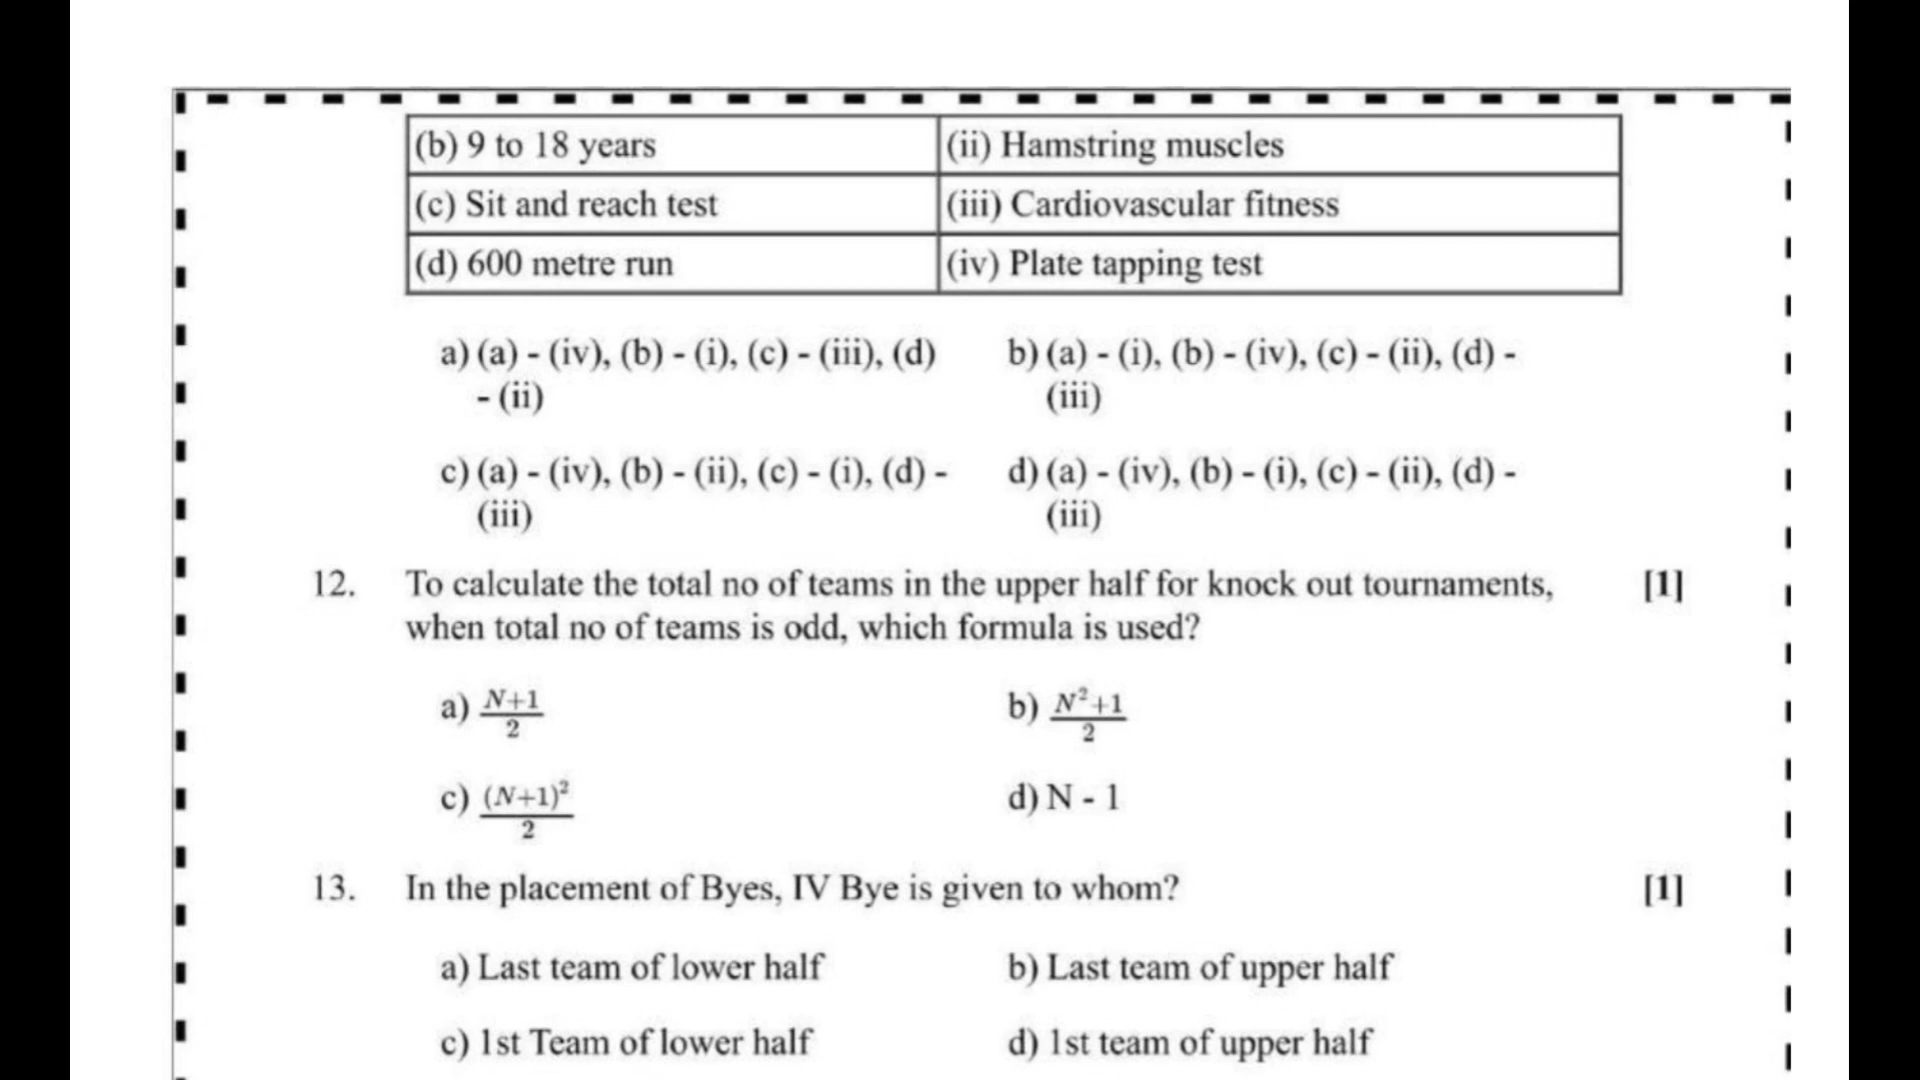 (b) 9 to 18 years (ii) Hamstring muscles
(c) Sit and reach test (iii) Cardiovascular fitness
(d) 600 metre run (iv) Plate tapping test
a) (a) - (iv), (b) - (i), (c) - (iii), (d) - (ii)
b) (a) - (i), (b) - (iv), (c) - (ii), (d) - (iii)
c) (a) - (iv), (b) - (ii), (c) - (i), (d) - (iii)
d) (a) - (iv), (b) - (i), (c) - (ii), (d) - (iii)
12. To calculate the total no of teams in the upper half for knock out tournaments, [1]
when total no of teams is odd, which formula is used?
a) \frac{N+1}{2} b) \frac{N^2+1}{2}
c) \frac{(N+1)^2}{2} d) N - 1
13. In the placement of Byes, IV Bye is given to whom? [1]
a) Last team of lower half b) Last team of upper half
c) 1st Team of lower half d) 1st team of upper half